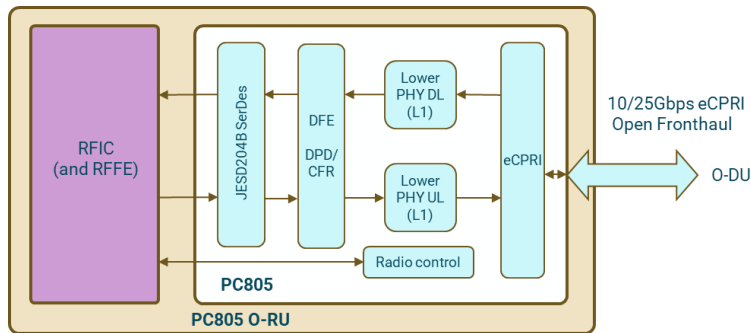 RFIC
(and RFFE)
JESD204B SerDes
DFE
DPD/
CFR
Lower
PHY DL
(L1)
Lower
PHY UL
(L1)
Radio control
eCPRI
PC805
PC805 O-RU
10/25Gbps eCPRI
Open Fronthaul
O-DU